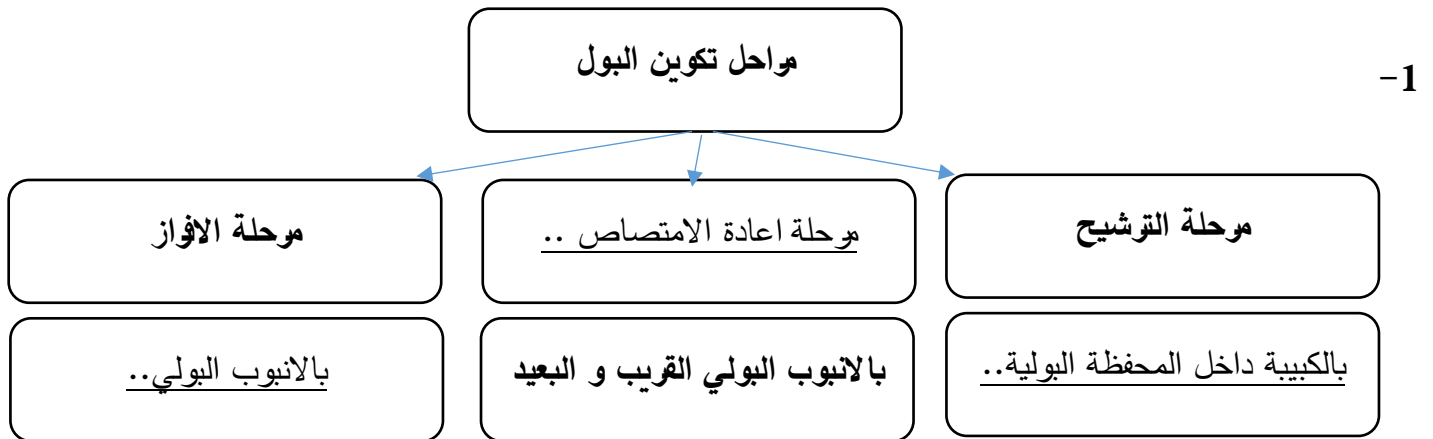 مراحل تكوين البول
1-
مرحلة الترشيح
مرحلة اعادة الامتصاص ..
مرحلة الافراز
بالكبيبة داخل المحفظة البولية..
بالانبوب البولي القريب و البعيد
بالانبوب البولي..